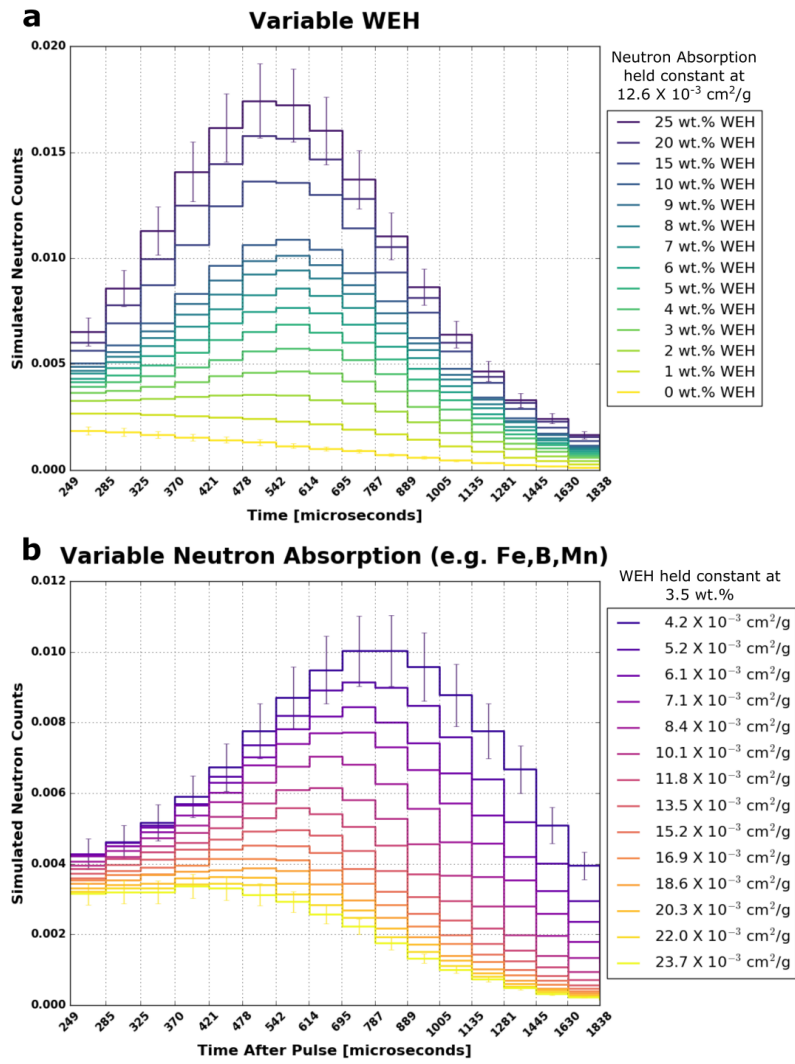 a
Variable WEH
0.020
0.015
0.010
0.005
0.000
Simulated Neutron Counts
249 285 325 370 421 478 542 614 695 787 889 1005 1135 1281 1445 1630 1838
Time [microseconds]
Neutron Absorption
held constant at
12.6 X 10⁻³ cm²/g
25 wt.% WEH
20 wt.% WEH
15 wt.% WEH
10 wt.% WEH
9 wt.% WEH
8 wt.% WEH
7 wt.% WEH
6 wt.% WEH
5 wt.% WEH
4 wt.% WEH
3 wt.% WEH
2 wt.% WEH
1 wt.% WEH
0 wt.% WEH
b
Variable Neutron Absorption (e.g. Fe,B,Mn)
0.012
0.010
0.008
0.006
0.004
0.002
0.000
Simulated Neutron Counts
249 285 325 370 421 478 542 614 695 787 889 1005 1135 1281 1445 1630 1838
Time After Pulse [microseconds]
WEH held constant at
3.5 wt.%
4.2 X 10⁻³ cm²/g
5.2 X 10⁻³ cm²/g
6.1 X 10⁻³ cm²/g
7.1 X 10⁻³ cm²/g
8.4 X 10⁻³ cm²/g
10.1 X 10⁻³ cm²/g
11.8 X 10⁻³ cm²/g
13.5 X 10⁻³ cm²/g
15.2 X 10⁻³ cm²/g
16.9 X 10⁻³ cm²/g
18.6 X 10⁻³ cm²/g
20.3 X 10⁻³ cm²/g
22.0 X 10⁻³ cm²/g
23.7 X 10⁻³ cm²/g